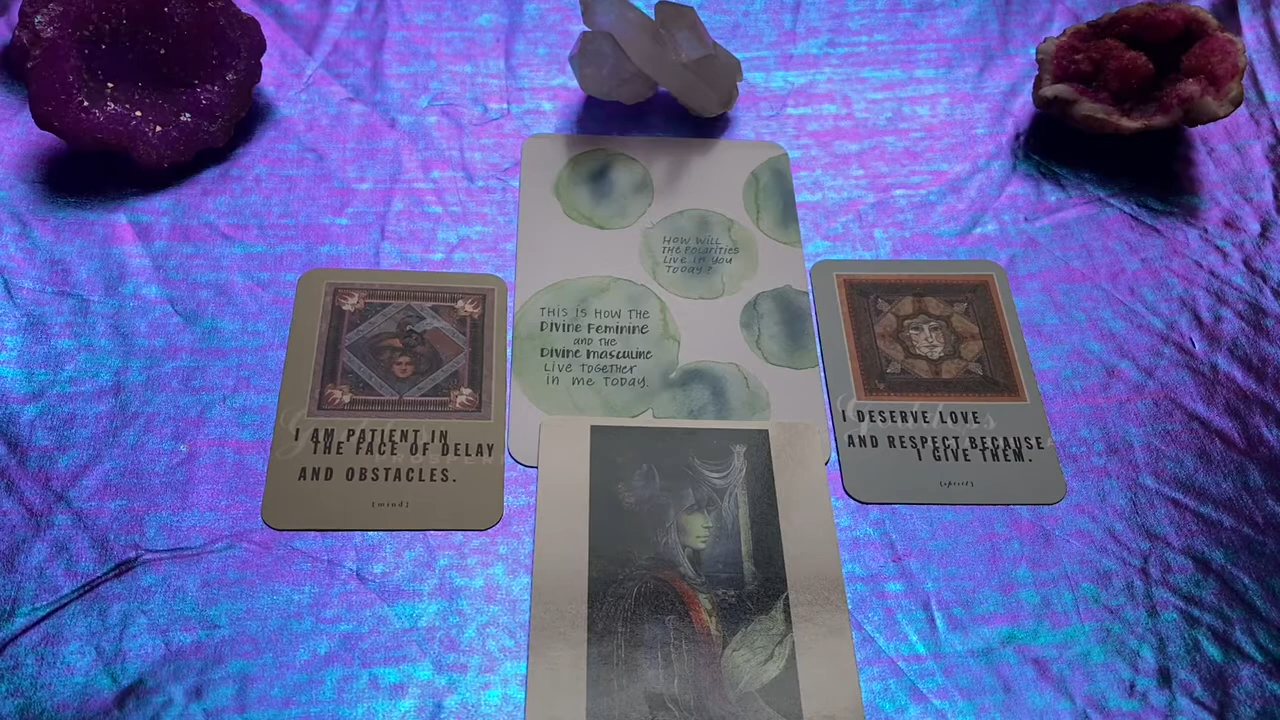 HOW WILL
THE POLARITIES
LIVE IN YOU
TODAY?
THIS IS HOW THE
Divine Feminine
AND THE
Divine Masculine
LIVE TOGETHER
IN ME TODAY.
I AM PATIENT IN
THE FACE OF DELAY
AND OBSTACLES.
{mind}
I DESERVE LOVE
AND RESPECT BECAUSE
I GIVE THEM.
{spirit}